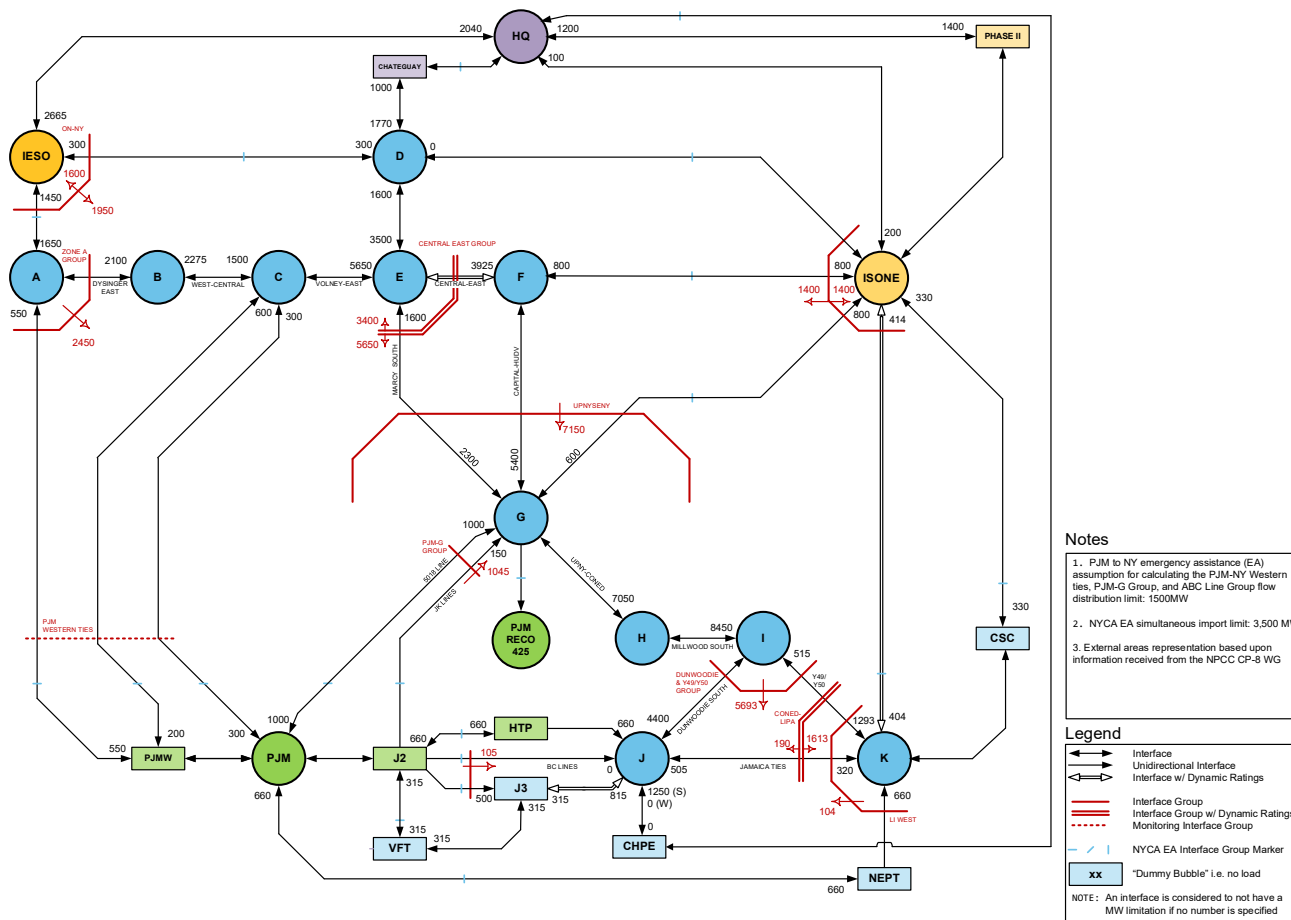 HQ
2040
1200
1400
PHASE II
100
CHATEGUAY
1000
2665
ON-NY
1770
IESO
300
300
D
0
1600
1450
1950
1600
1650
ZONE A
GROUP
3500
CENTRAL EAST GROUP
200
A
2100
DYSINGER
EAST
B
2275
1500
WEST-CENTRAL
C
5650
VOLNEY-EAST
E
3925
CENTRAL-EAST
F
800
800
ISONE
550
600
300
1600
1400
1400
800
414
330
2450
3400
5650
MARCY SOUTH
CAPITAL-HUDV
UPNYSENY
7150
2300
5400
600
G
1000
150
PJM-G
GROUP
1045
5018 LINE
JK LINES
UPNY-CONED
7050
PJM
RECO
425
H
8450
MILLWOOD SOUTH
I
515
Y49/
Y50
330
CSC
PJM
WESTERN TIES
DUNWOODIE
& Y49/Y50
GROUP
5693
DUNWOODIE SOUTH
CONED-
LIPA
1293
404
190
1613
550
200
PJMW
300
1000
PJM
660
660
J2
660
HTP
660
4400
J
0
505
JAMAICA TIES
320
K
660
105
BC LINES
315
500
J3
315
815
1250 (S)
0 (W)
0
104
LI WEST
315
315
315
VFT
CHPE
NEPT
660
Notes
1. PJM to NY emergency assistance (EA)
assumption for calculating the PJM-NY Western
ties, PJM-G Group, and ABC Line Group flow
distribution limit: 1500MW
2. NYCA EA simultaneous import limit: 3,500
3. External areas representation based upon
information received from the NPCC CP-8 WG
Legend
Interface
Unidirectional Interface
Interface w/ Dynamic Ratings
Interface Group
Interface Group w/ Dynamic Ratings
Monitoring Interface Group
NYCA EA Interface Group Marker
xx
"Dummy Bubble" i.e. no load
NOTE: An interface is considered to not have a
MW limitation if no number is specified